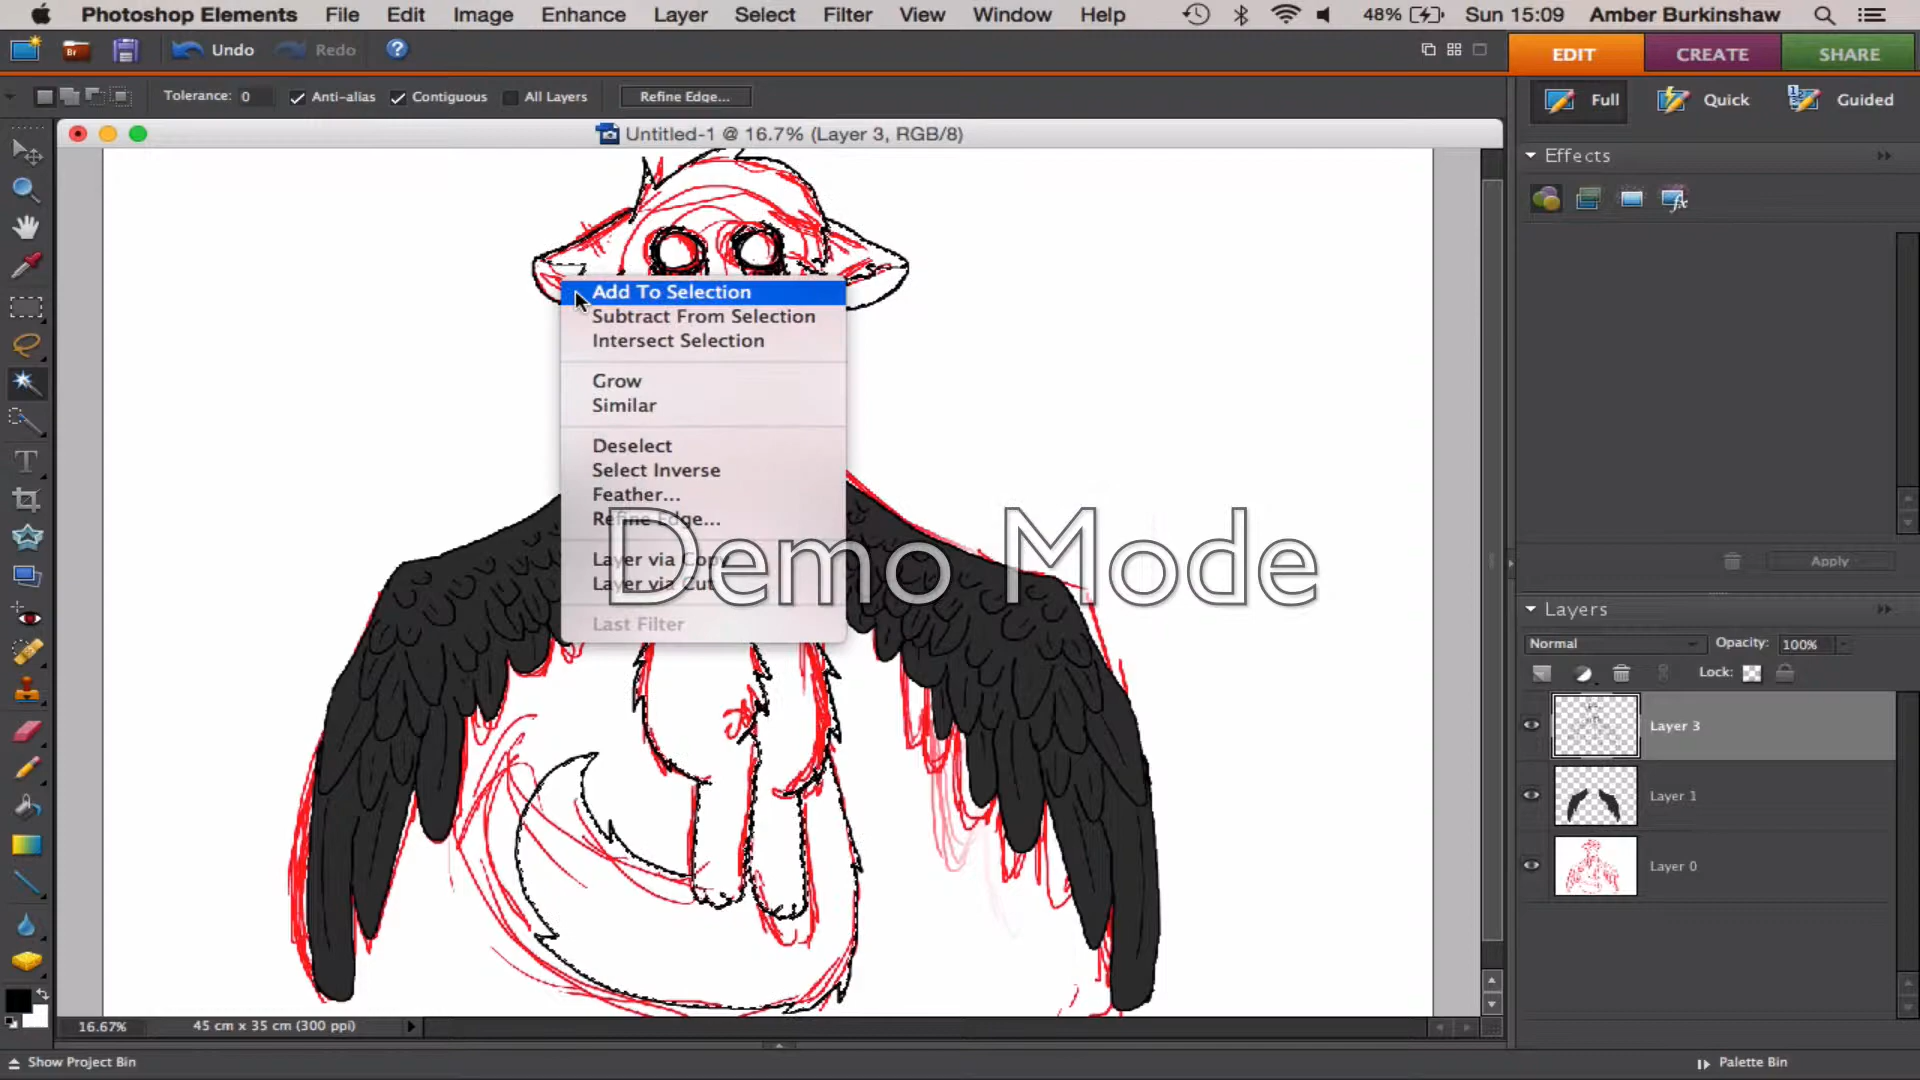 Photoshop Elements File Edit Image Enhance Layer Select Filter View Window Help 48% Sun 15:09 Amber Burkinshaw
Br Undo Redo ? EDIT CREATE SHARE
Tolerance: 0 Anti-alias Contiguous All Layers Refine Edge... Full Quick Guided
Untitled-1 @ 16.7% (Layer 3, RGB/8)
Effects
Add To Selection
Subtract From Selection
Intersect Selection
Grow
Similar
Deselect
Select Inverse
Feather...
Refine Edge...
Layer via Copy
Layer via Cut
Last Filter
Demo Mode
Apply
Layers
Normal Opacity: 100%
Lock:
Layer 3
Layer 1
Layer 0
16.67% 45 cm x 35 cm (300 ppi)
Show Project Bin Palette Bin